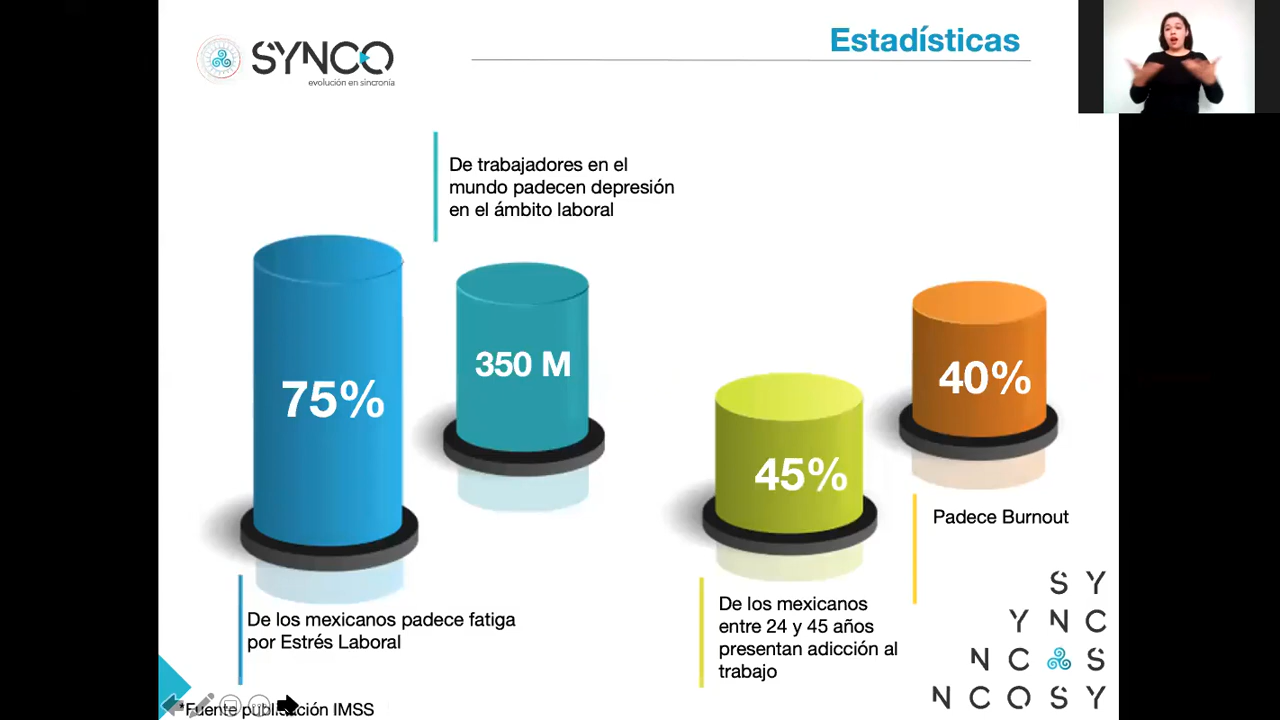 SYNCO
evolución en sincronía
Estadísticas
De trabajadores en el
mundo padecen depresión
en el ámbito laboral
75%
350 M
45%
40%
Padece Burnout
De los mexicanos padece fatiga
por Estrés Laboral
De los mexicanos
entre 24 y 45 años
presentan adicción al
trabajo
S Y
Y N C
N C S
N C O S Y
*Fuente publicación IMSS